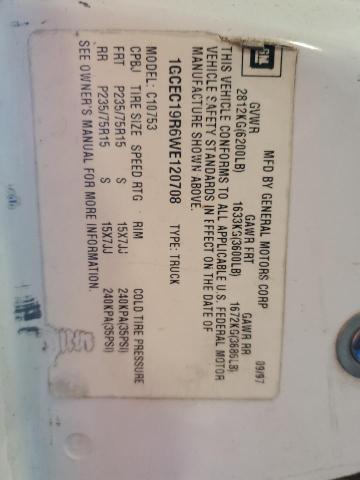 GM
MFD BY GENERAL MOTORS CORP 09/97
GVWR GAWR FRT GAWR RR
2812KG(6200LB) 1633KG(3600LB) 1672KG(3686LB)
THIS VEHICLE CONFORMS TO ALL APPLICABLE U.S. FEDERAL MOTOR
VEHICLE SAFETY STANDARDS IN EFFECT ON THE DATE OF
MANUFACTURE SHOWN ABOVE.
1GCEC19R6WE120708 TYPE: TRUCK
MODEL: C10753
CPBJ TIRE SIZE SPEED RTG RIM COLD TIRE PRESSURE
FRT P235/75R15 S 15X7JJ 240KPA(35PSI)
RR P235/75R15 S 15X7JJ 240KPA(35PSI)
SEE OWNER'S MANUAL FOR MORE INFORMATION.